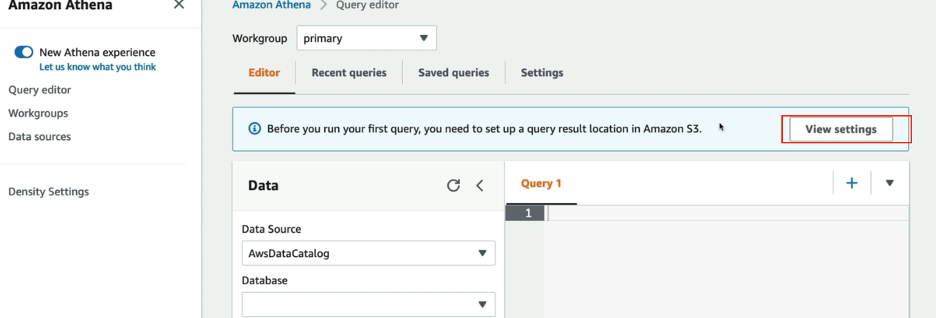 Amazon Athena
New Athena experience
Let us know what you think
Query editor
Workgroups
Data sources
Density Settings
Amazon Athena > Query editor
Workgroup primary
Editor Recent queries Saved queries Settings
Before you run your first query, you need to set up a query result location in Amazon S3. View settings
Data
Data Source
AwsDataCatalog
Database
Query 1
1